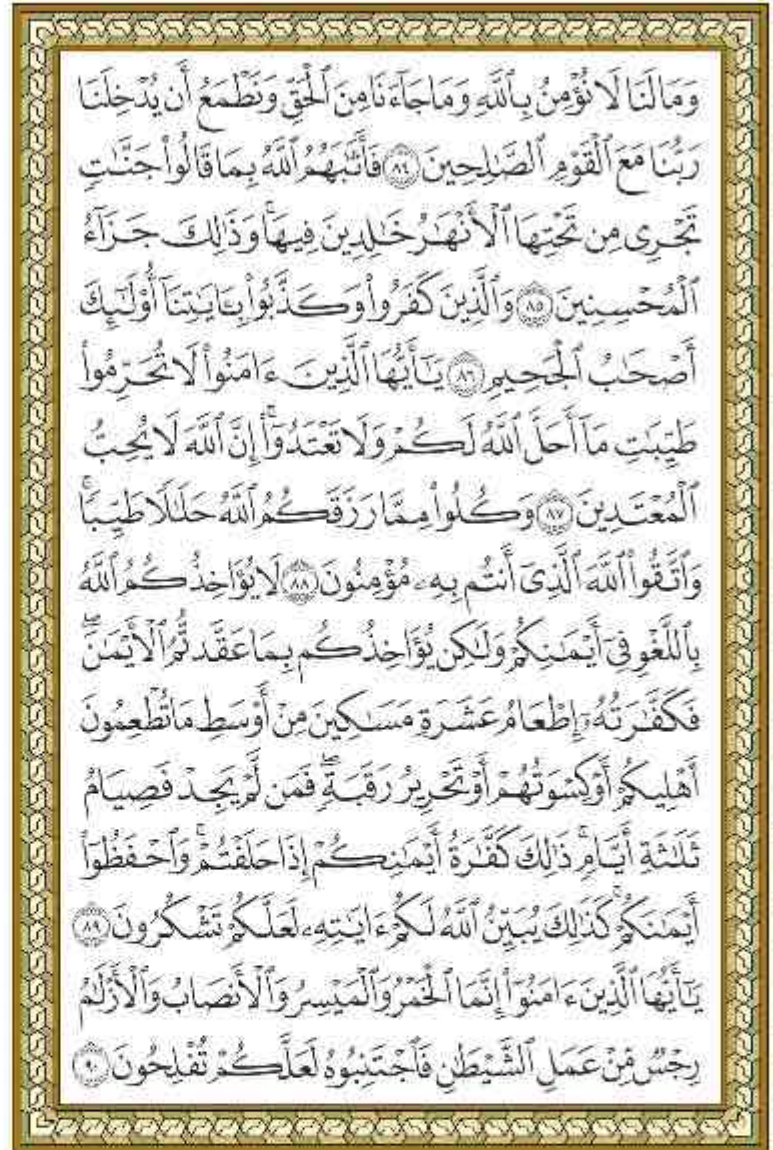 وَمَا لَنَا لَا نُؤْمِنُ بِٱللَّهِ وَمَا جَآءَنَا مِنَ ٱلْحَقِّ وَنَطْمَعُ أَن يُدْخِلَنَا
رَبُّنَا مَعَ ٱلْقَوْمِ ٱلصَّـٰلِحِينَ ٨٤ فَأَثَـٰبَهُمُ ٱللَّهُ بِمَا قَالُوا۟ جَنَّـٰتٍ
تَجْرِى مِن تَحْتِهَا ٱلْأَنْهَـٰرُ خَـٰلِدِينَ فِيهَا ۚ وَذَٰلِكَ جَزَآءُ
ٱلْمُحْسِنِينَ ٨٥ وَٱلَّذِينَ كَفَرُوا۟ وَكَذَّبُوا۟ بِـَٔايَـٰتِنَآ أُو۟لَـٰٓئِكَ
أَصْحَـٰبُ ٱلْجَحِيمِ ٨٦ يَـٰٓأَيُّهَا ٱلَّذِينَ ءَامَنُوا۟ لَا تُحَرِّمُوا۟
طَيِّبَـٰتِ مَآ أَحَلَّ ٱللَّهُ لَكُمْ وَلَا تَعْتَدُوٓا۟ ۚ إِنَّ ٱللَّهَ لَا يُحِبُّ
ٱلْمُعْتَدِينَ ٨٧ وَكُلُوا۟ مِمَّا رَزَقَكُمُ ٱللَّهُ حَلَـٰلًا طَيِّبًا ۚ
وَٱتَّقُوا۟ ٱللَّهَ ٱلَّذِىٓ أَنتُم بِهِۦ مُؤْمِنُونَ ٨٨ لَا يُؤَاخِذُكُمُ ٱللَّهُ
بِٱللَّغْوِ فِىٓ أَيْمَـٰنِكُمْ وَلَـٰكِن يُؤَاخِذُكُم بِمَا عَقَّدتُّمُ ٱلْأَيْمَـٰنَ ۖ
فَكَفَّـٰرَتُهُۥٓ إِطْعَامُ عَشَرَةِ مَسَـٰكِينَ مِنْ أَوْسَطِ مَا تُطْعِمُونَ
أَهْلِيكُمْ أَوْ كِسْوَتُهُمْ أَوْ تَحْرِيرُ رَقَبَةٍ ۖ فَمَن لَّمْ يَجِدْ فَصِيَامُ
ثَلَـٰثَةِ أَيَّامٍ ۚ ذَٰلِكَ كَفَّـٰرَةُ أَيْمَـٰنِكُمْ إِذَا حَلَفْتُمْ ۚ وَٱحْفَظُوٓا۟
أَيْمَـٰنَكُمْ ۚ كَذَٰلِكَ يُبَيِّنُ ٱللَّهُ لَكُمْ ءَايَـٰتِهِۦ لَعَلَّكُمْ تَشْكُرُونَ ٨٩
يَـٰٓأَيُّهَا ٱلَّذِينَ ءَامَنُوٓا۟ إِنَّمَا ٱلْخَمْرُ وَٱلْمَيْسِرُ وَٱلْأَنصَابُ وَٱلْأَزْلَـٰمُ
رِجْسٌ مِّنْ عَمَلِ ٱلشَّيْطَـٰنِ فَٱجْتَنِبُوهُ لَعَلَّكُمْ تُفْلِحُونَ ٩٠